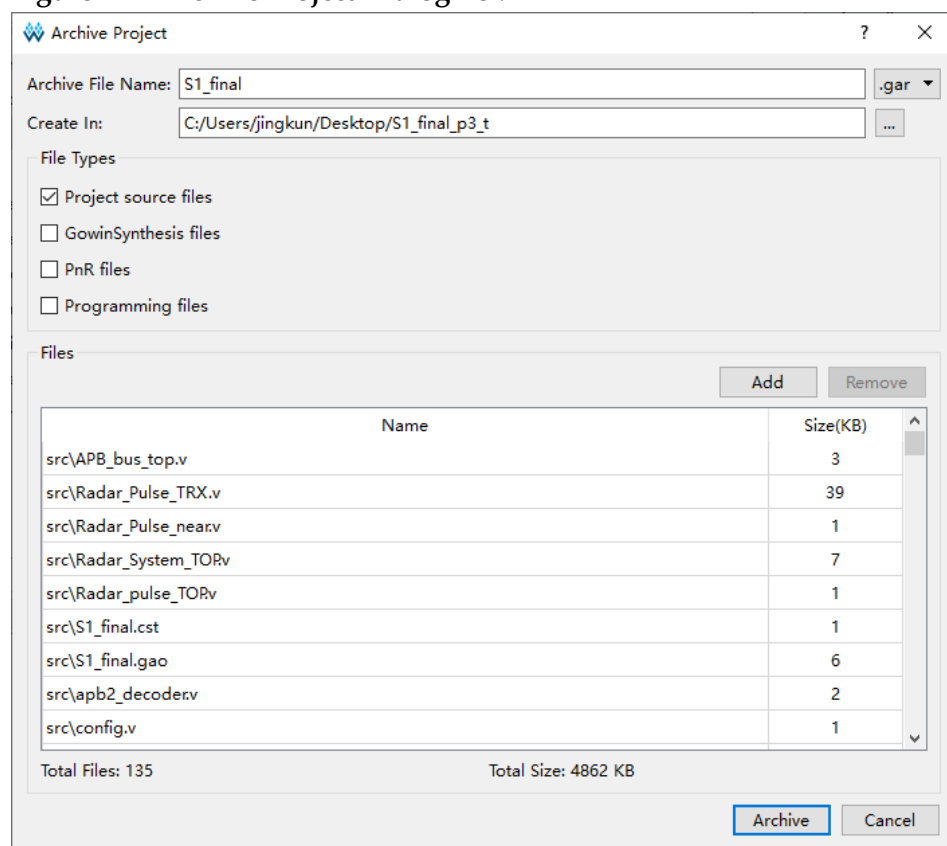 Archive Project ?
Archive File Name: S1_final .gar
Create In: C:/Users/jingkun/Desktop/S1_final_p3_t ...
File Types
Project source files
GowinSynthesis files
PnR files
Programming files
Files
Add Remove
Name Size(KB)
src\APB_bus_top.v 3
src\Radar_Pulse_TRX.v 39
src\Radar_Pulse_near.v 1
src\Radar_System_TOP.v 7
src\Radar_pulse_TOP.v 1
src\S1_final.cst 1
src\S1_final.gao 6
src\apb2_decoder.v 2
src\config.v 1
Total Files: 135 Total Size: 4862 KB
Archive Cancel